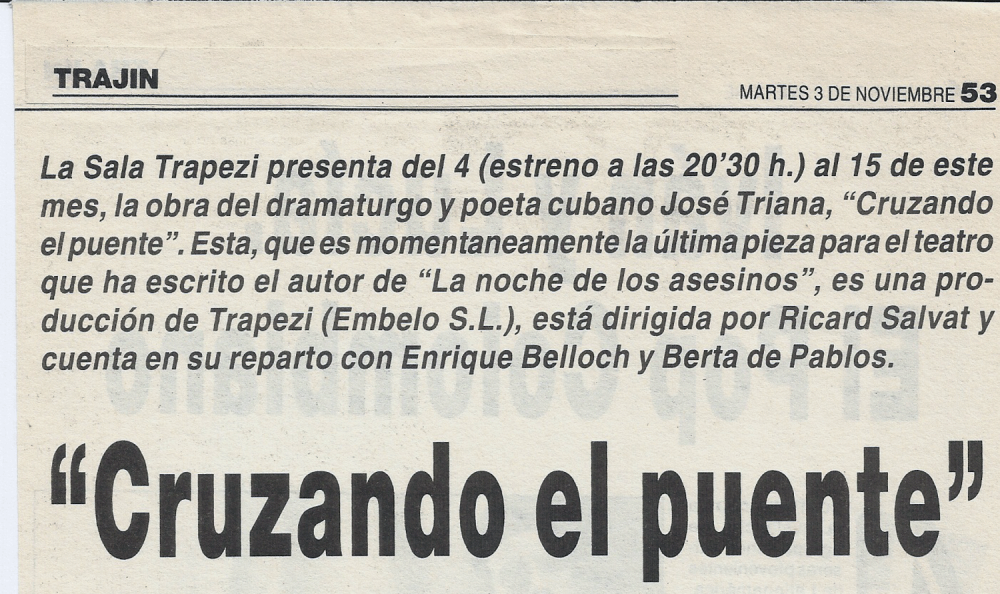 TRAJIN
MARTES 3 DE NOVIEMBRE 53
La Sala Trapezi presenta del 4 (estreno a las 20'30 h.) al 15 de este
mes, la obra del dramaturgo y poeta cubano José Triana, “Cruzando
el puente”. Esta, que es momentaneamente la última pieza para el teatro
que ha escrito el autor de “La noche de los asesinos”, es una pro-
ducción de Trapezi (Embelo S.L.), está dirigida por Ricard Salvat y
cuenta en su reparto con Enrique Belloch y Berta de Pablos.
“Cruzando el puente”